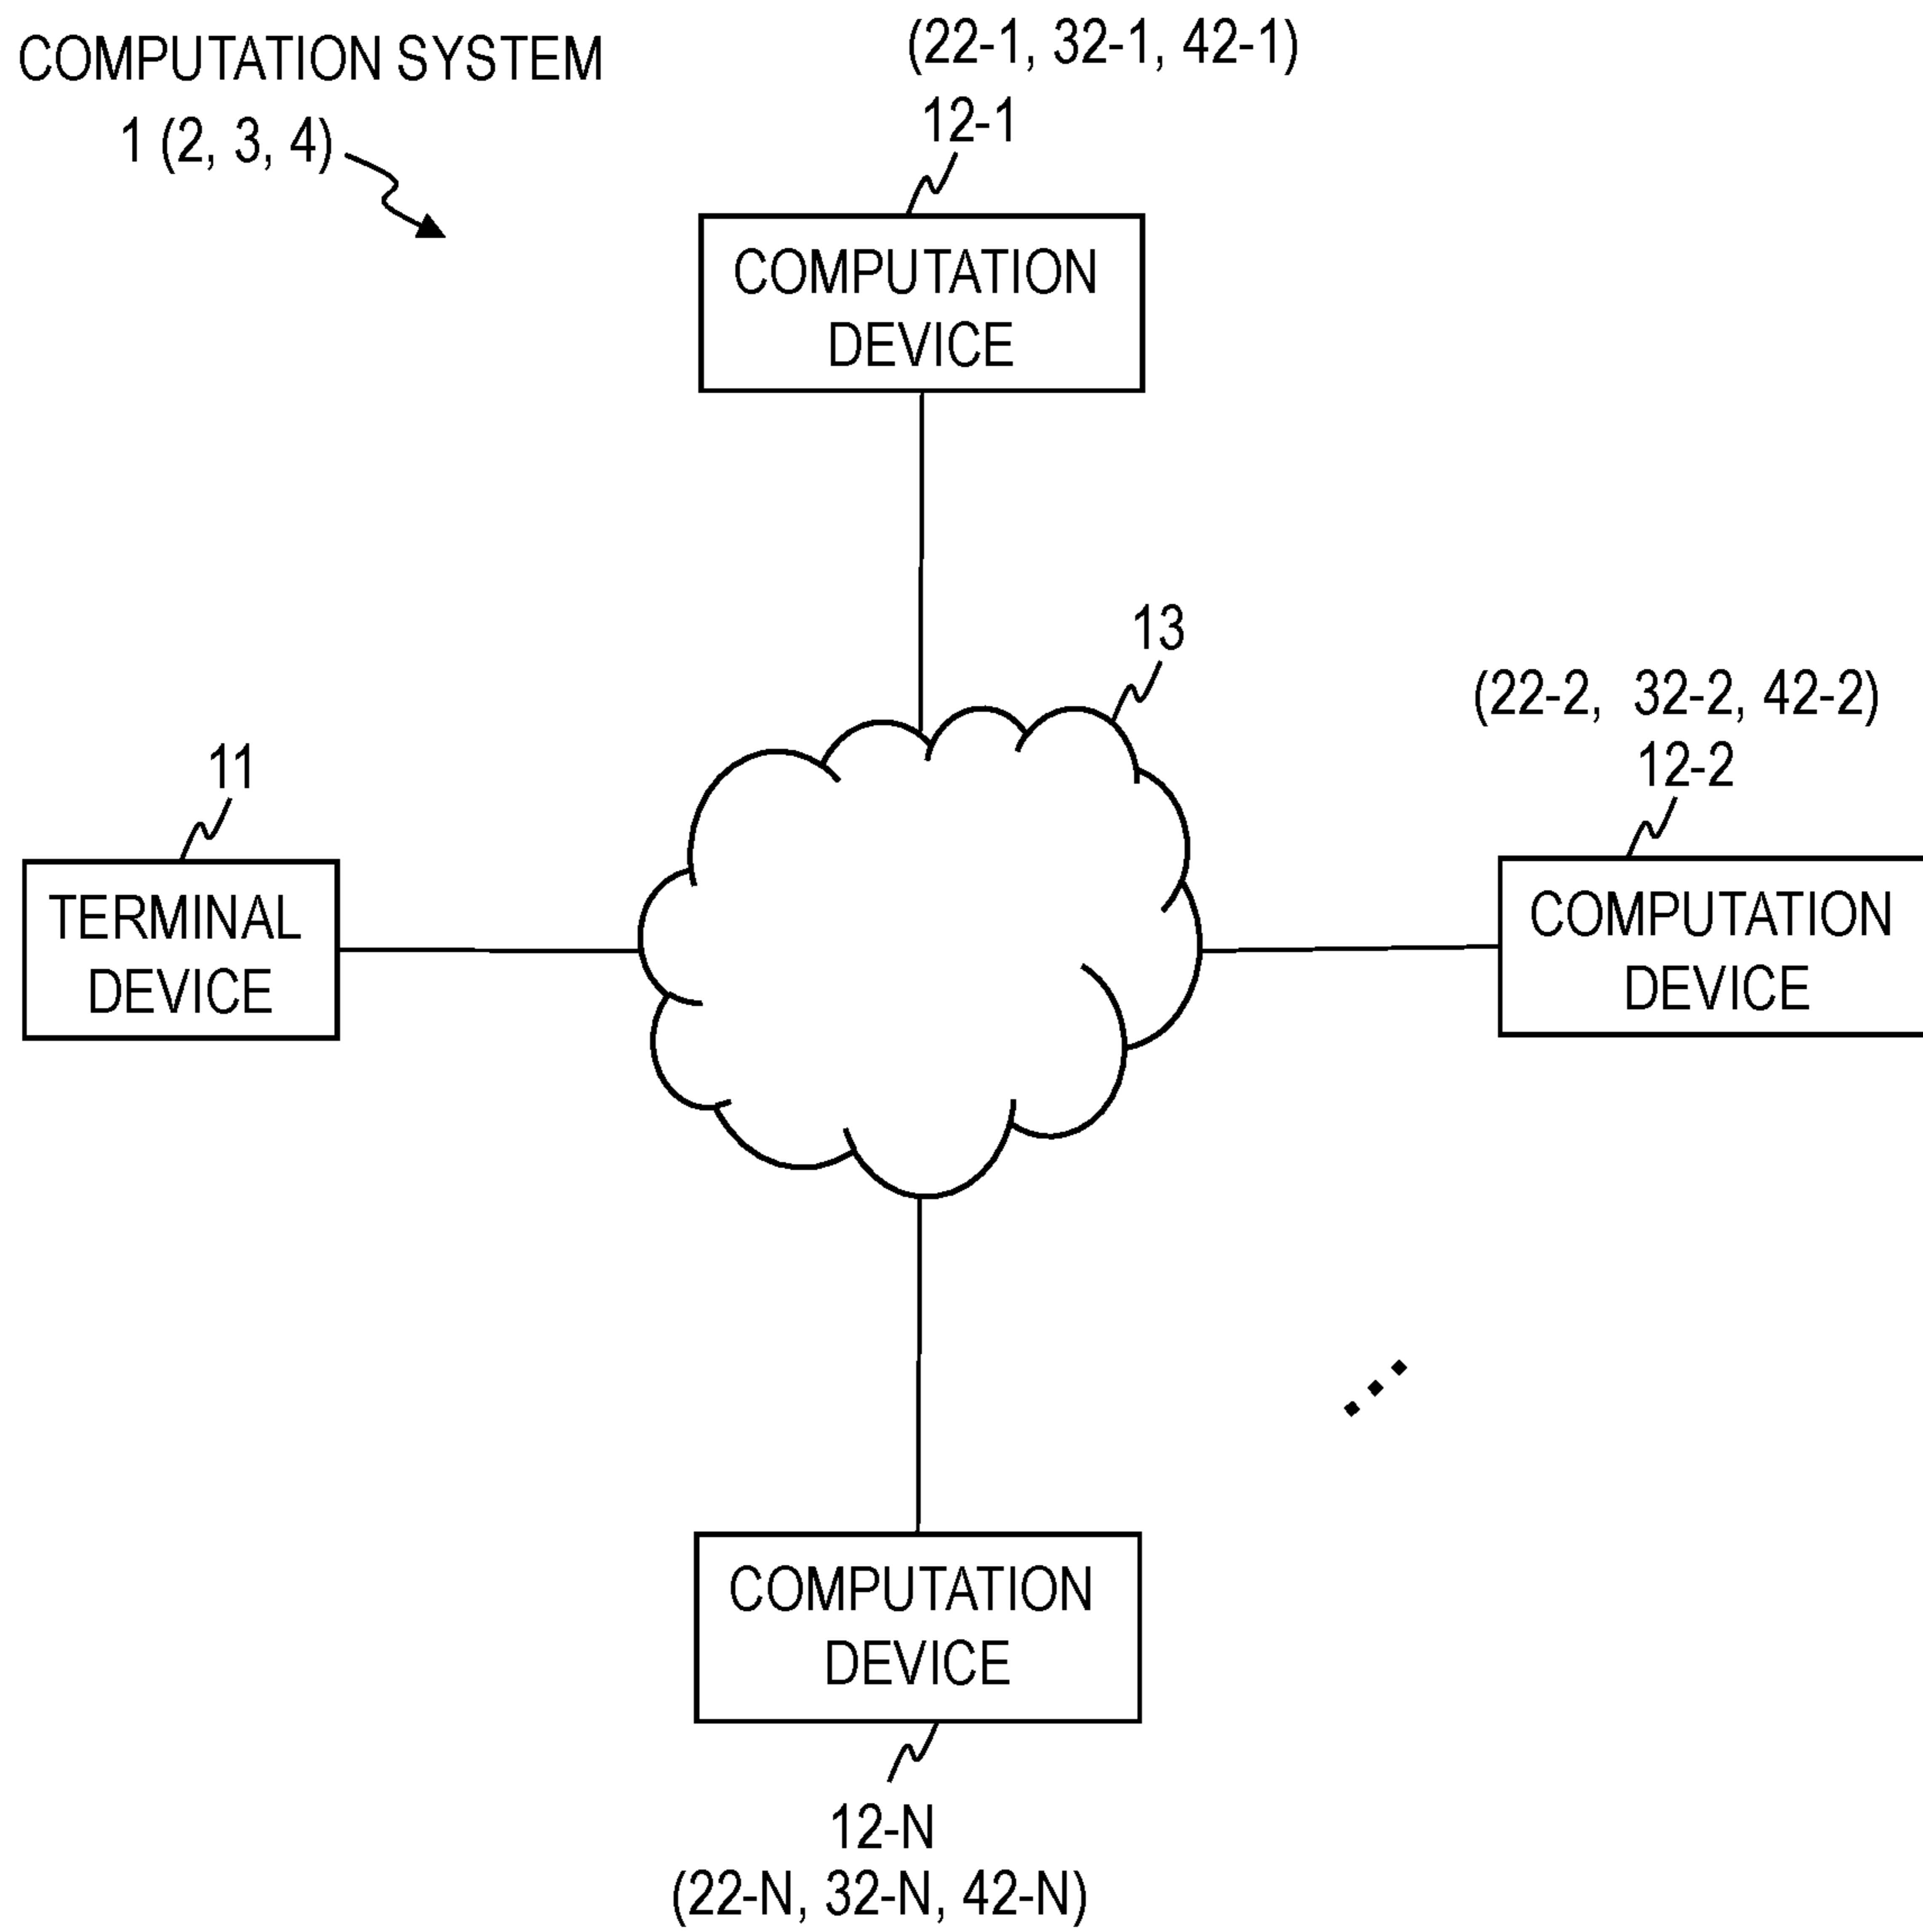 COMPUTATION SYSTEM
1 (2, 3, 4)
(22-1, 32-1, 42-1)
12-1
COMPUTATION
DEVICE
13
(22-2, 32-2, 42-2)
12-2
11
TERMINAL
DEVICE
COMPUTATION
DEVICE
COMPUTATION
DEVICE
12-N
(22-N, 32-N, 42-N)